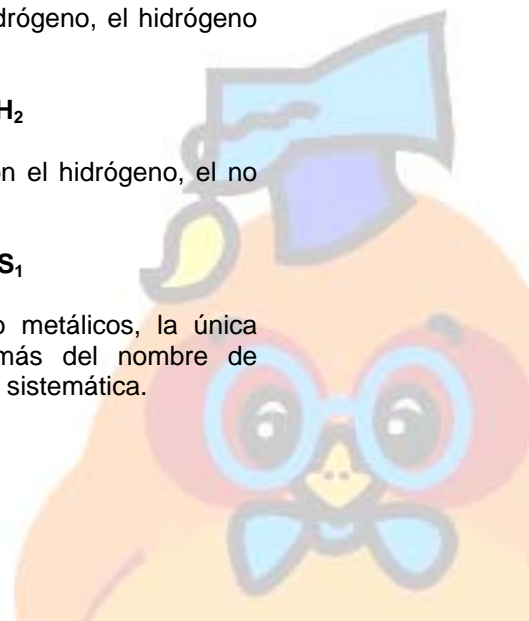 drógeno, el hidrógeno
H₂
n el hidrógeno, el no
S₁
o metálicos, la única
más del nombre de
sistemática.